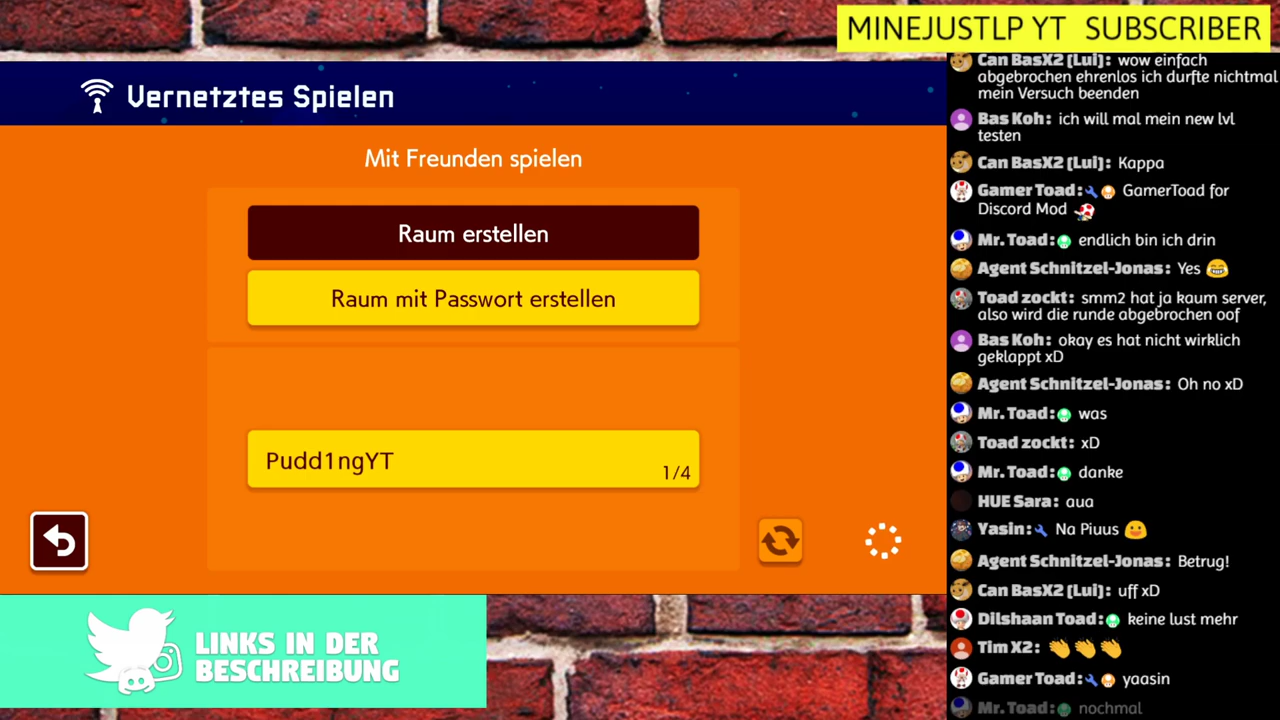 MINEJUSTLP YT SUBSCRIBER
Vernetztes Spielen
Mit Freunden spielen
Raum erstellen
Raum mit Passwort erstellen
Pudd1ngYT
1/4
LINKS IN DER
BESCHREIBUNG
Can BasX2 (Lui): wow einfach
abgebrochen ehrenlos ich durfte nichtmal
mein Versuch beenden
Bas Koh: ich will mal mein new lvl
testen
Can BasX2 (Lui): Kappa
Gamer Toad: GamerToad for
Discord Mod
Mr. Toad: endlich bin ich drin
Agent Schnitzel-Jonas: Yes 😂
Toad zockt: smm2 hat ja kaum server,
also wird die runde abgebrochen oof
Bas Koh: okay es hat nicht wirklich
geklappt xD
Agent Schnitzel-Jonas: Oh no xD
Mr. Toad: was
Toad zockt: xD
Mr. Toad: danke
HUE Sara: aua
Yasin: Na Piuus 😛
Agent Schnitzel-Jonas: Betrug!
Can BasX2 (Lui): uff xD
Dilshaan Toad: keine lust mehr
Tim X2: 👏👏👏
Gamer Toad: yaasin
Mr. Toad: nochmal